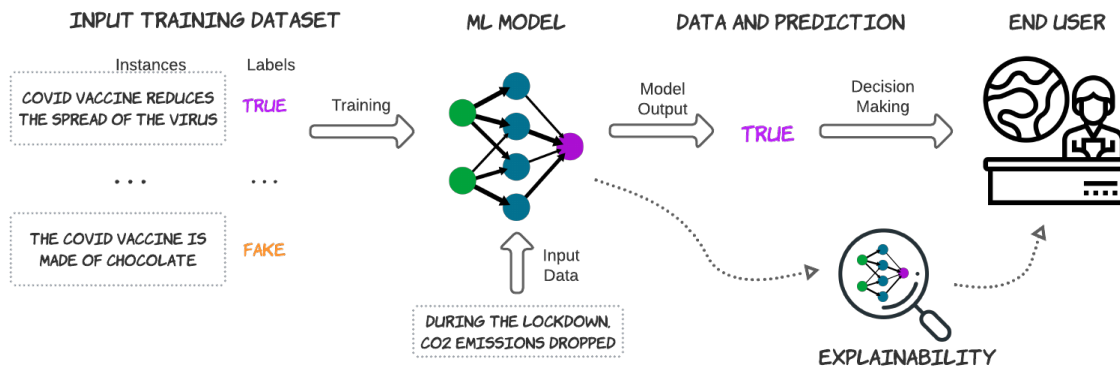 INPUT TRAINING DATASET
ML MODEL
DATA AND PREDICTION
END USER
Instances
Labels
COVID VACCINE REDUCES
THE SPREAD OF THE VIRUS
TRUE
Training
Model
Output
TRUE
Decision
Making
...
...
THE COVID VACCINE IS
MADE OF CHOCOLATE
FAKE
Input
Data
DURING THE LOCKDOWN,
CO2 EMISSIONS DROPPED
EXPLAINABILITY